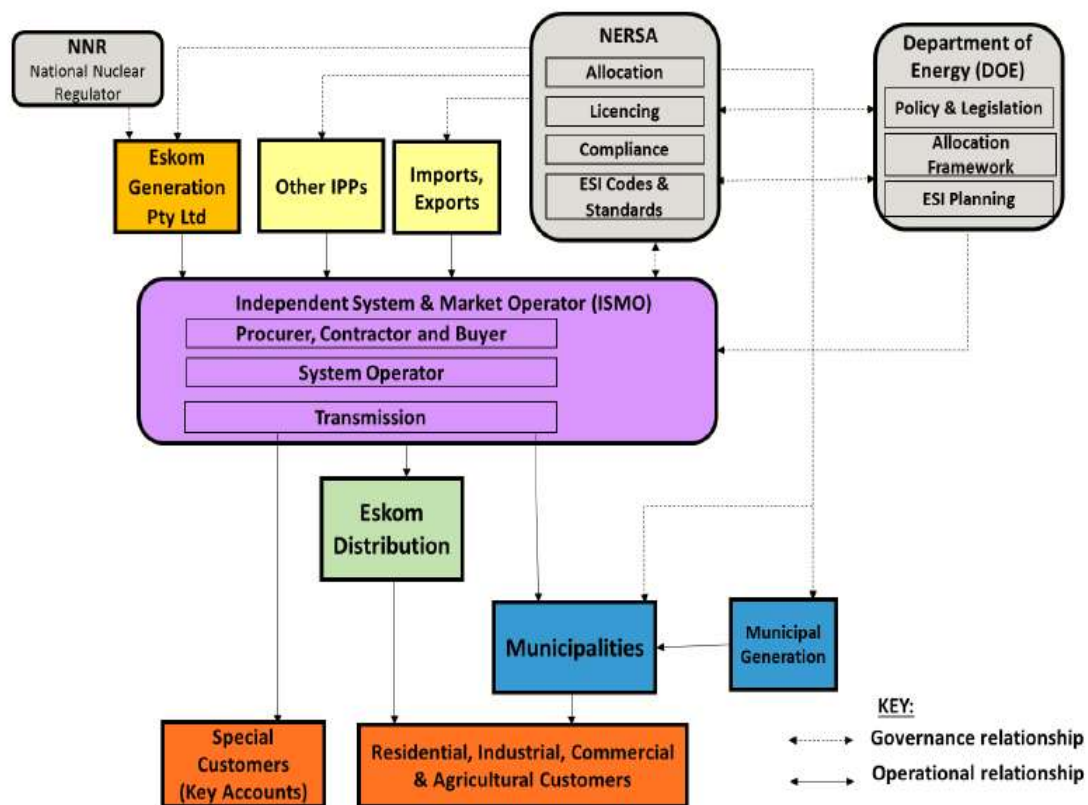 NNR
National Nuclear
Regulator
NERSA
Allocation
Licencing
Compliance
ESI Codes &
Standards
Department of
Energy (DOE)
Policy & Legislation
Allocation
Framework
ESI Planning
Eskom
Generation
Pty Ltd
Other IPPs
Imports,
Exports
Independent System & Market Operator (ISMO)
Procurer, Contractor and Buyer
System Operator
Transmission
Eskom
Distribution
Municipalities
Municipal
Generation
Special
Customers
(Key Accounts)
Residential, Industrial, Commercial
& Agricultural Customers
KEY:
Governance relationship
Operational relationship